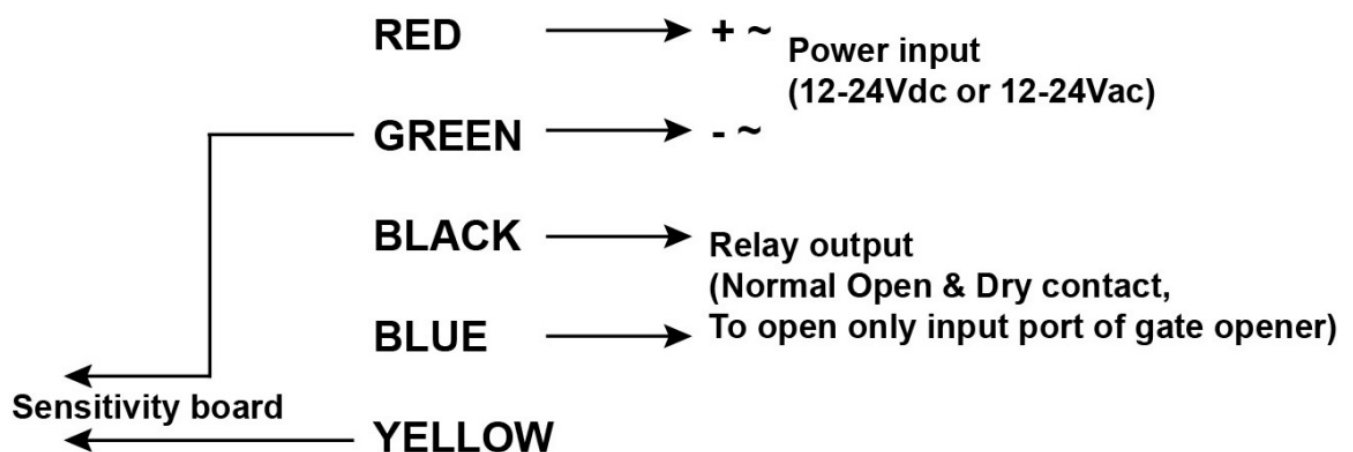 RED
+ ~
Power input
(12-24Vdc or 12-24Vac)
GREEN
- ~
BLACK
Relay output
(Normal Open & Dry contact,
To open only input port of gate opener)
BLUE
Sensitivity board
YELLOW